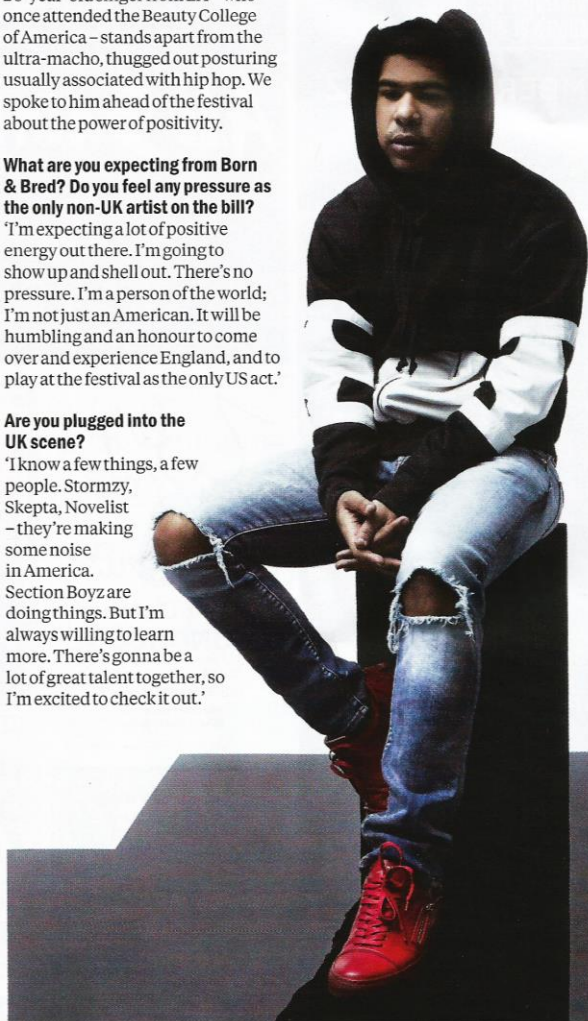 once attended the Beauty College
of America – stands apart from the
ultra-macho, thugged out posturing
usually associated with hip hop. We
spoke to him ahead of the festival
about the power of positivity.
What are you expecting from Born
& Bred? Do you feel any pressure as
the only non-UK artist on the bill?
‘I’m expecting a lot of positive
energy out there. I’m going to
show up and shell out. There’s no
pressure. I’m a person of the world;
I’m not just an American. It will be
humbling and an honour to come
over and experience England, and to
play at the festival as the only US act.’
Are you plugged into the
UK scene?
‘I know a few things, a few
people. Stormzy,
Skepta, Novelist
– they’re making
some noise
in America.
Section Boyz are
doing things. But I’m
always willing to learn
more. There’s gonna be a
lot of great talent together, so
I’m excited to check it out.’